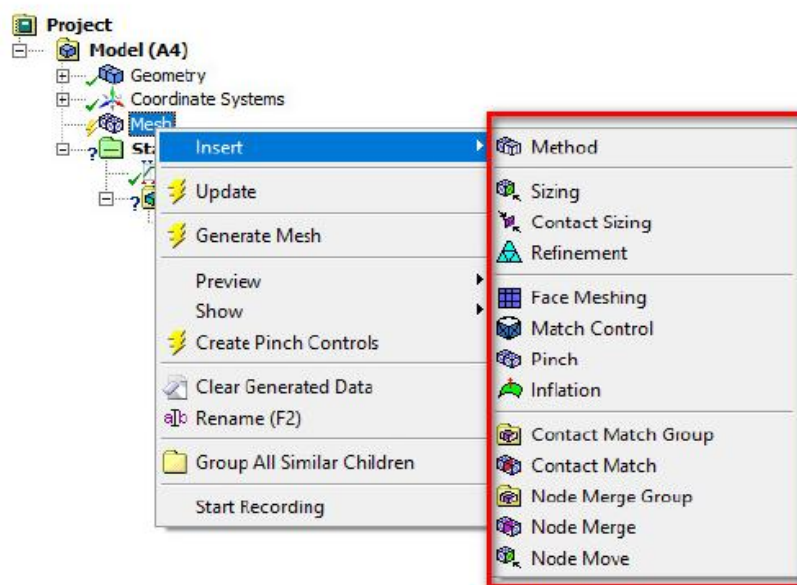 Project
Model (A4)
Geometry
Coordinate Systems
Mesh
Sta
Insert
Update
Generate Mesh
Preview
Show
Create Pinch Controls
Clear Generated Data
Rename (F2)
Group All Similar Children
Start Recording
Method
Sizing
Contact Sizing
Refinement
Face Meshing
Match Control
Pinch
Inflation
Contact Match Group
Contact Match
Node Merge Group
Node Merge
Node Move